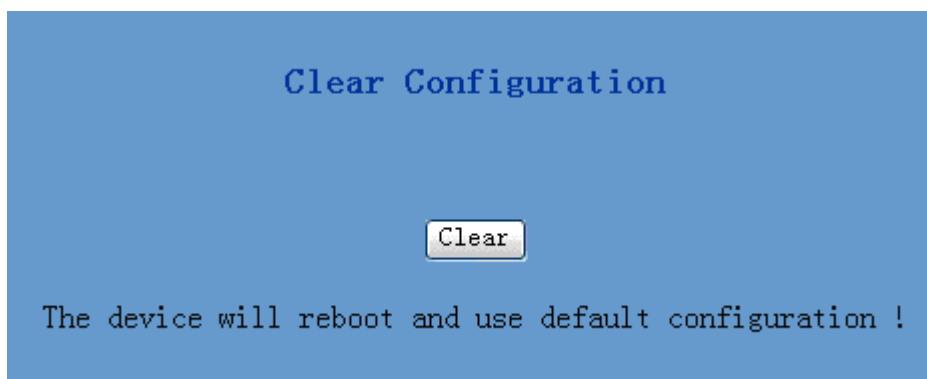 Clear Configuration
Clear
The device will reboot and use default configuration !